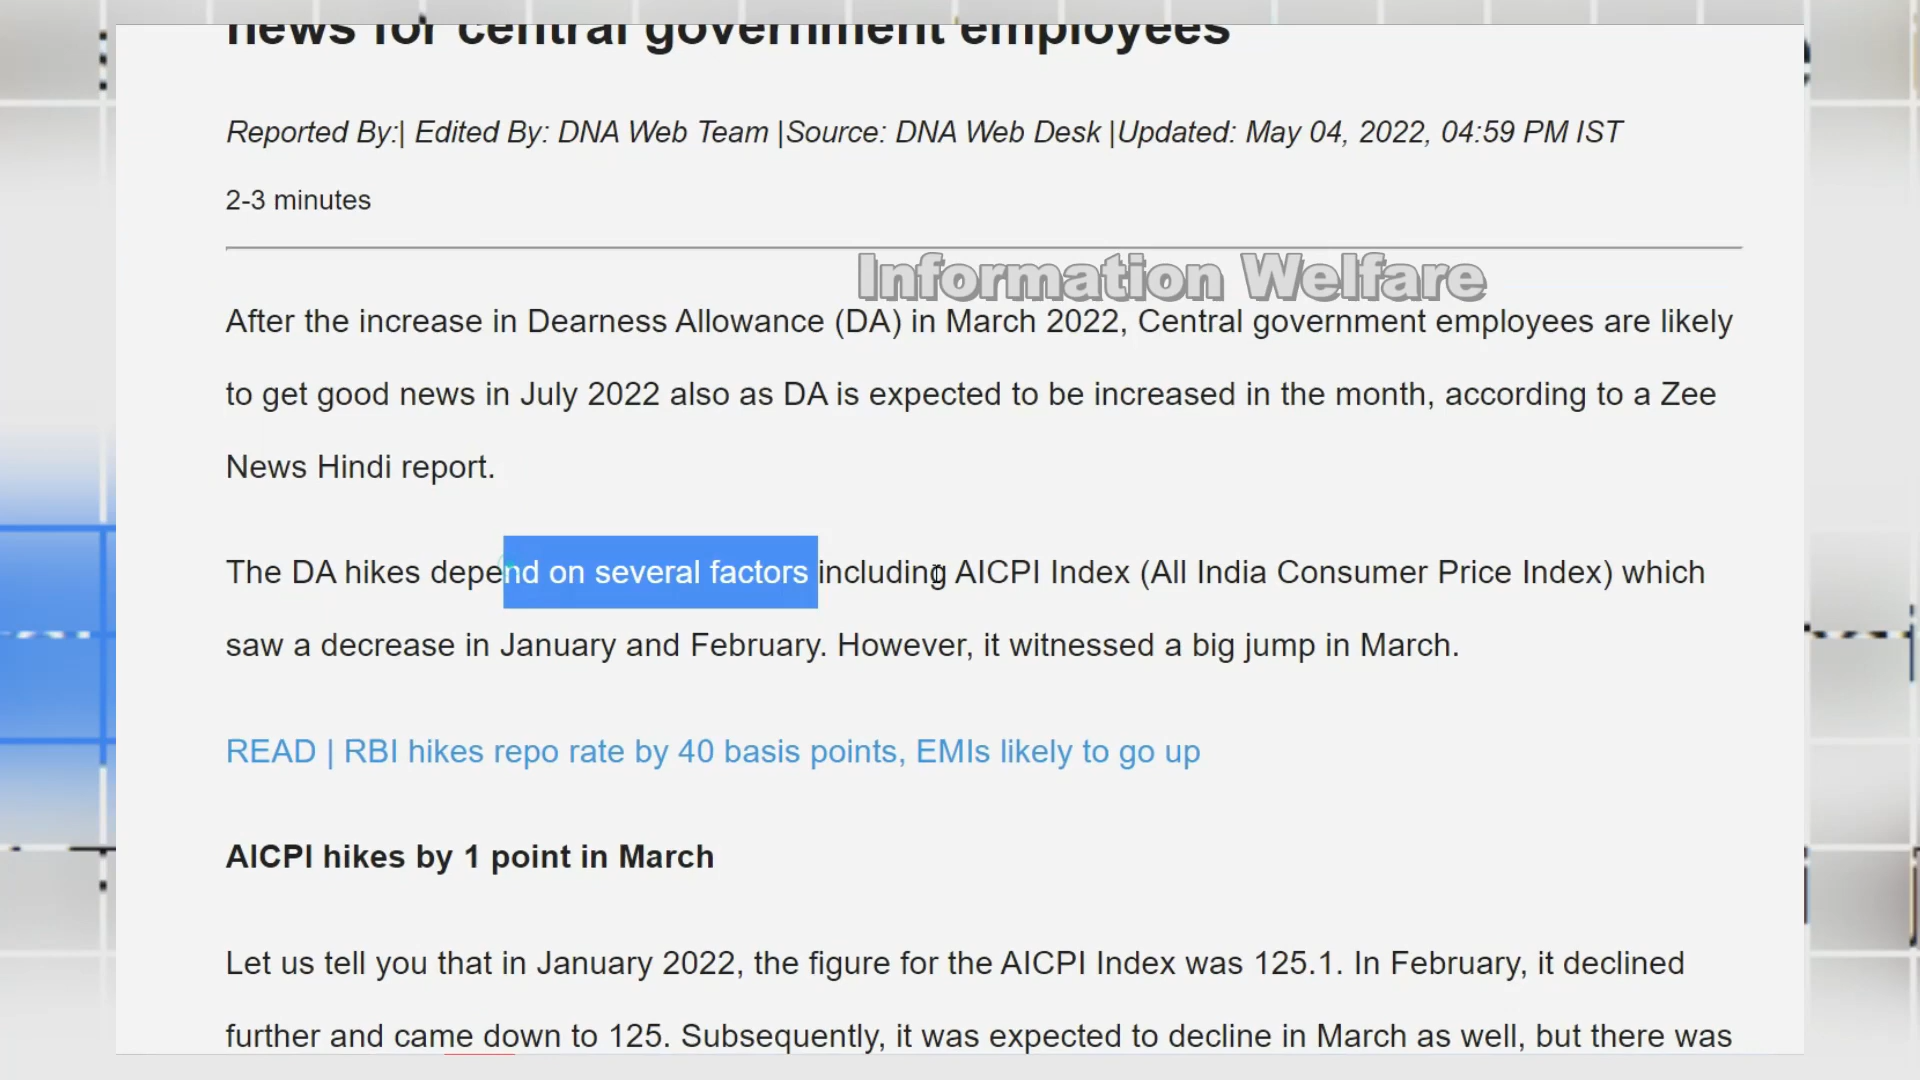 news for central government employees
Reported By:| Edited By: DNA Web Team |Source: DNA Web Desk |Updated: May 04, 2022, 04:59 PM IST
2-3 minutes
Information Welfare
After the increase in Dearness Allowance (DA) in March 2022, Central government employees are likely
to get good news in July 2022 also as DA is expected to be increased in the month, according to a Zee
News Hindi report.
The DA hikes depend on several factors including AICPI Index (All India Consumer Price Index) which
saw a decrease in January and February. However, it witnessed a big jump in March.
READ | RBI hikes repo rate by 40 basis points, EMIs likely to go up
AICPI hikes by 1 point in March
Let us tell you that in January 2022, the figure for the AICPI Index was 125.1. In February, it declined
further and came down to 125. Subsequently, it was expected to decline in March as well, but there was